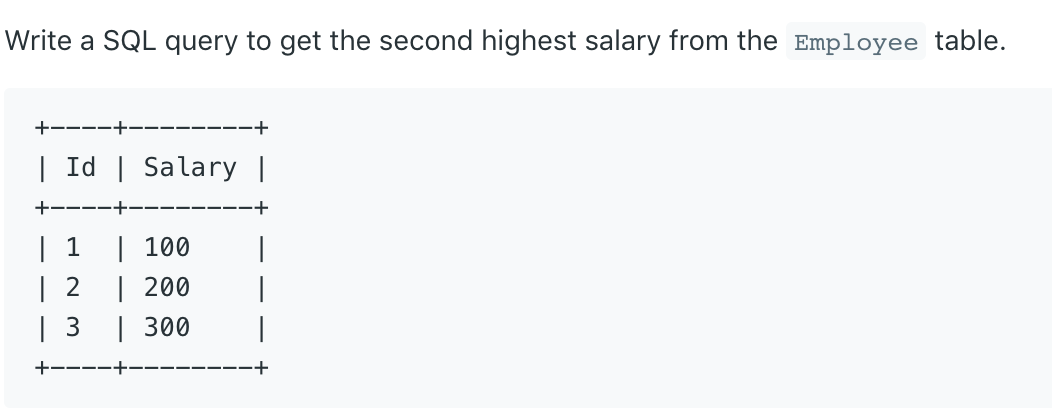 Write a SQL query to get the second highest salary from the Employee table.
+----+--------+
| Id | Salary |
+----+--------+
| 1  | 100    |
| 2  | 200    |
| 3  | 300    |
+----+--------+